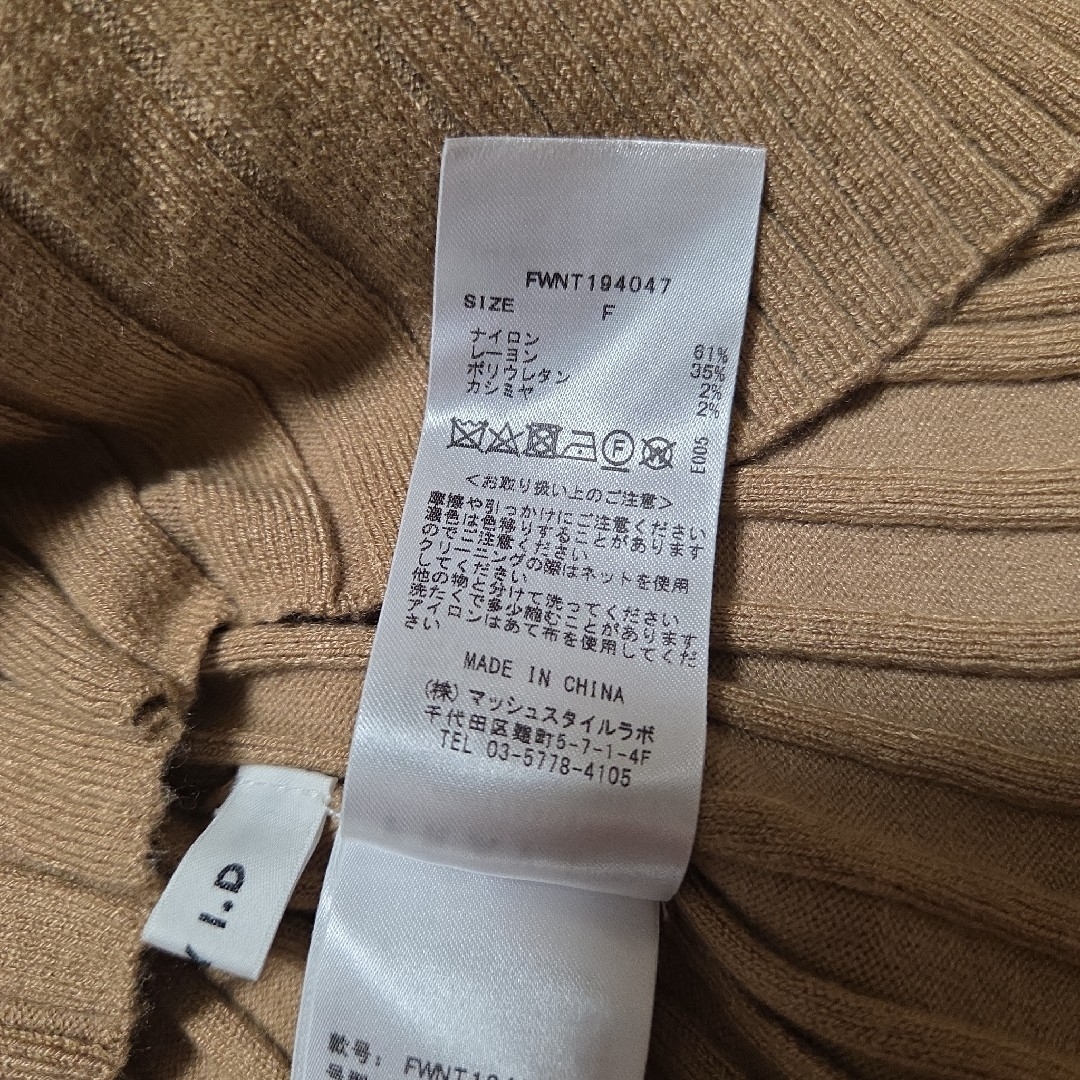 FWNT194047
SIZE F
ナイロン 61%
レーヨン 35%
ポリウレタン 2%
カシミヤ 2%
F W
E005
<お取り扱い上のご注意>
摩擦や引っかけにご注意ください
濃色は色移りすることがあります
のでご注意ください
クリーニングの際はネットを使用
してください
他の物と分けて洗ってください
洗たくで多少縮むことがあります
アイロンはあて布を使用してくだ
さい
MADE IN CHINA
(株)マッシュスタイルラボ
千代田区麹町5-7-1-4F
TEL 03-5778-4105
Y I.D
款号: FWNT194